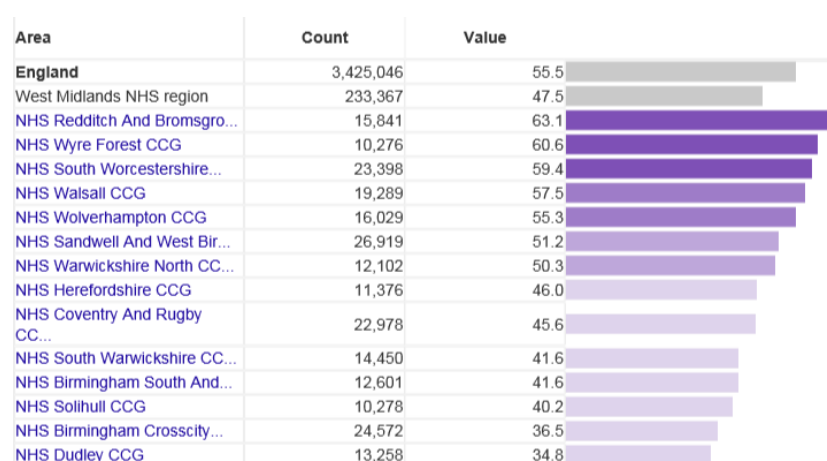 Area Count Value
England 3,425,046 55.5
West Midlands NHS region 233,367 47.5
NHS Redditch And Bromsgro... 15,841 63.1
NHS Wyre Forest CCG 10,276 60.6
NHS South Worcestershire... 23,398 59.4
NHS Walsall CCG 19,289 57.5
NHS Wolverhampton CCG 16,029 55.3
NHS Sandwell And West Bir... 26,919 51.2
NHS Warwickshire North CC... 12,102 50.3
NHS Herefordshire CCG 11,376 46.0
NHS Coventry And Rugby
CC... 22,978 45.6
NHS South Warwickshire CC... 14,450 41.6
NHS Birmingham South And... 12,601 41.6
NHS Solihull CCG 10,278 40.2
NHS Birmingham Crosscity... 24,572 36.5
NHS Dudley CCG 13,258 34.8